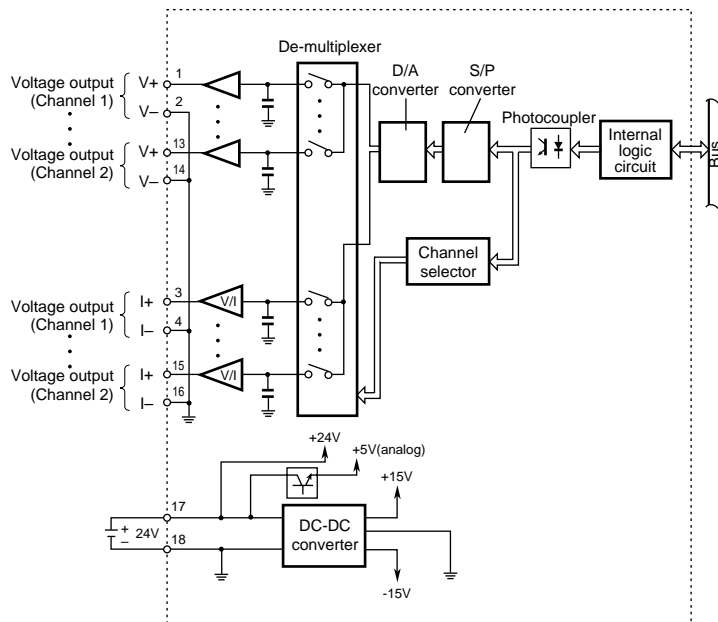 De-multiplexer
D/A
converter
S/P
converter
Photocoupler
Internal
logic
circuit
Bus
Channel
selector
Voltage output
(Channel 1)
V+
1
V–
2
Voltage output
(Channel 2)
V+
13
V–
14
Voltage output
(Channel 1)
I+
3
V/I
I–
4
Voltage output
(Channel 2)
I+
15
V/I
I–
16
+24V
+5V(analog)
+15V
17
+
–
24V
18
DC-DC
converter
-15V